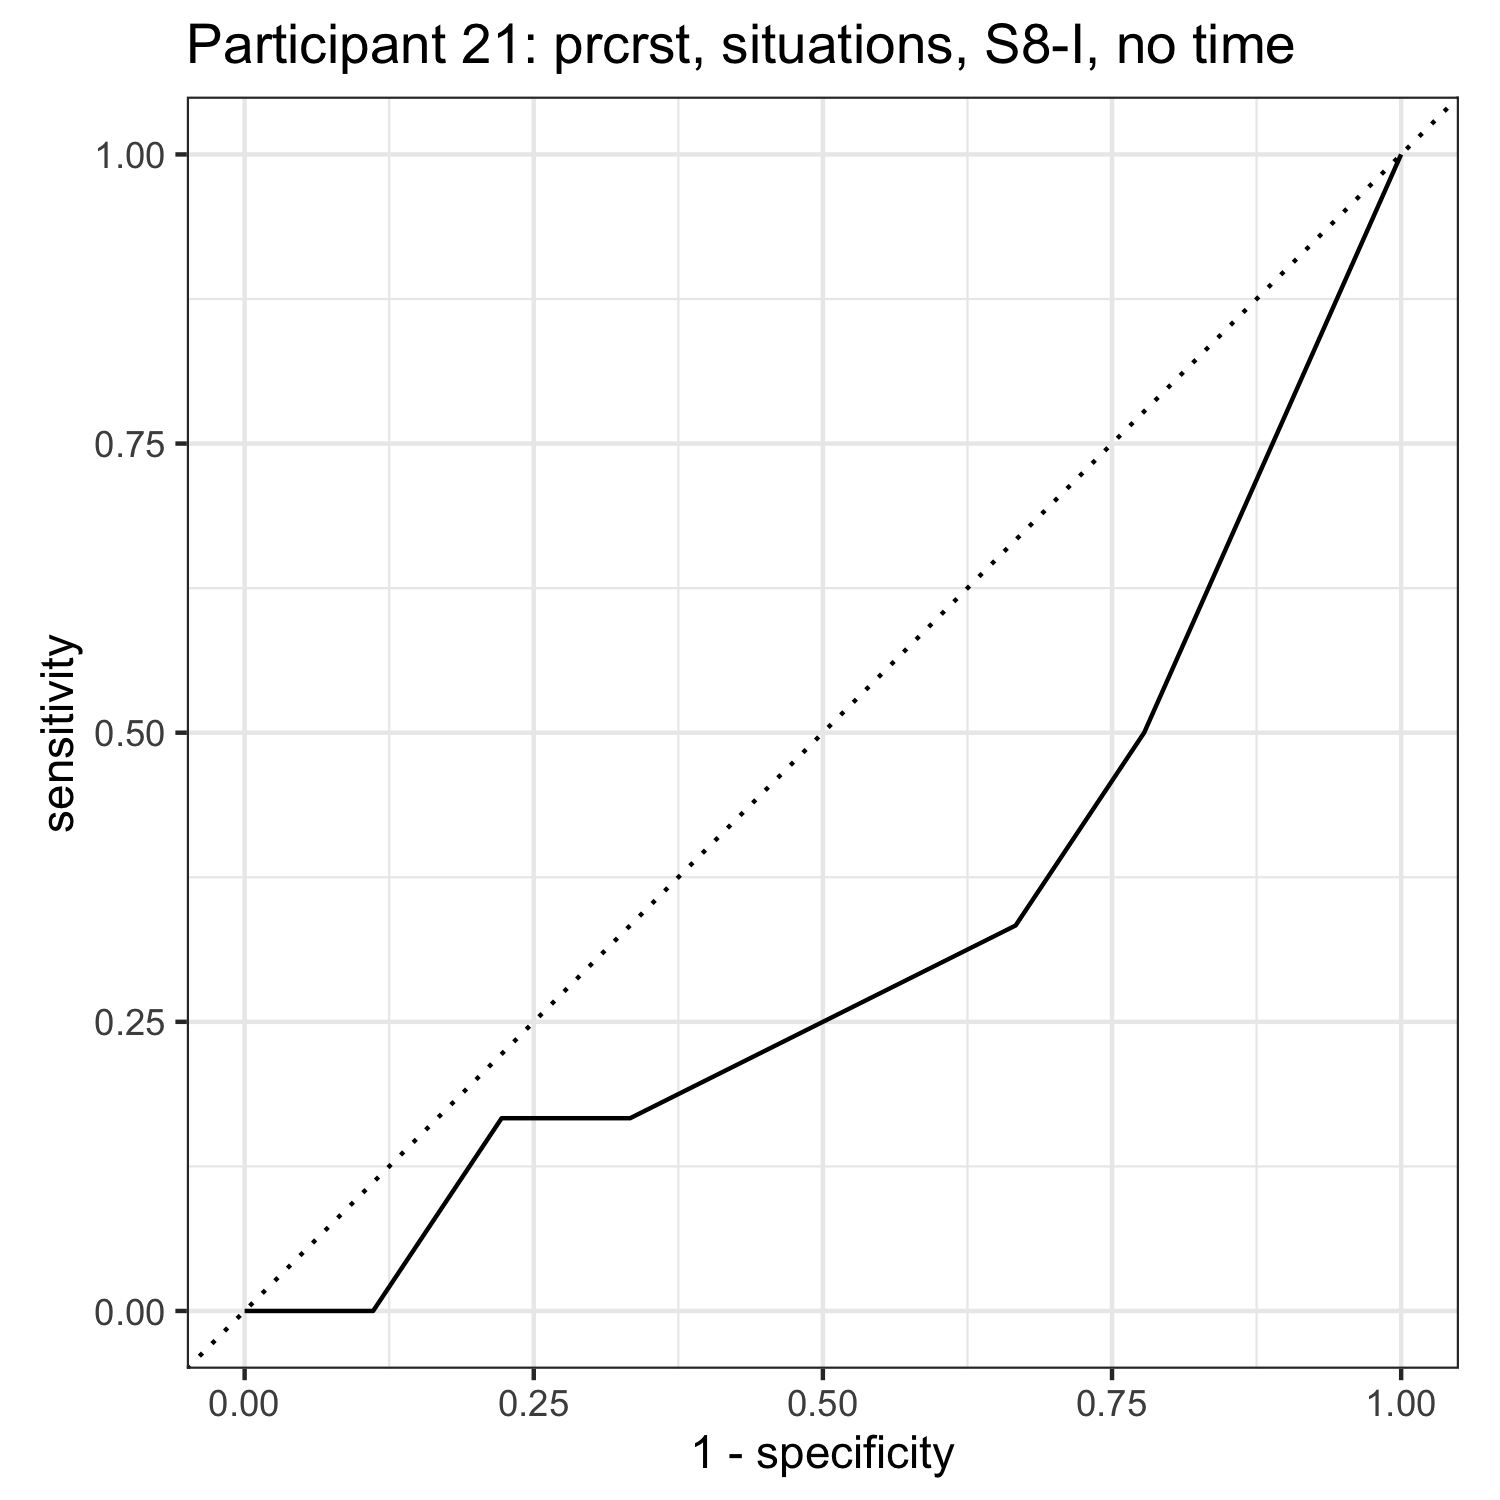 Participant 21: prcrst, situations, S8-I, no time
sensitivity
1.00
0.75
0.50
0.25
0.00
0.00 0.25 0.50 0.75 1.00
1 - specificity